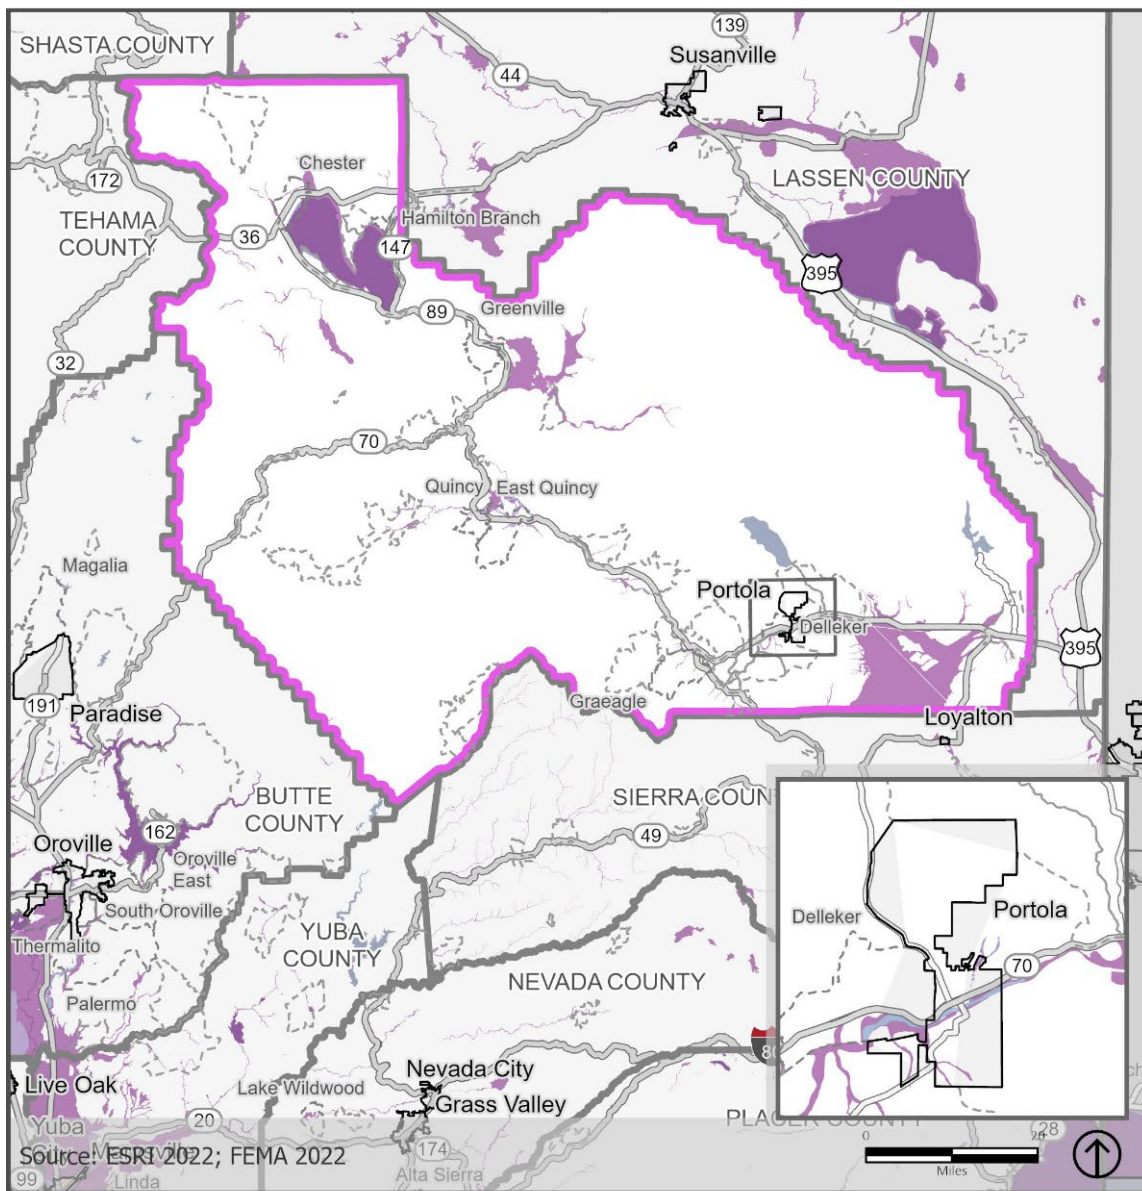 139
SHASTA COUNTY
Susanville
44
Chester
172
LASSEN COUNTY
TEHAMA
COUNTY
Hamilton Branch
36
147
395
Greenville
89
32
70
Quincy
East Quincy
Magalia
Portola
Delleker
395
191
Paradise
Graeagle
Loyalton
BUTTE
COUNTY
SIERRA COUN
162
49
Oroville
Oroville
East
South Oroville
Delleker
Portola
YUBA
COUNTY
Thermalito
NEVADA COUNTY
70
Palermo
80
Nevada City
Live Oak
Lake Wildwood
Grass Valley
20
PLACER COUNTY
Yuba
28
174
0
20
Source: ESRI 2022; FEMA 2022
Miles
99
Linda
Alta Sierra